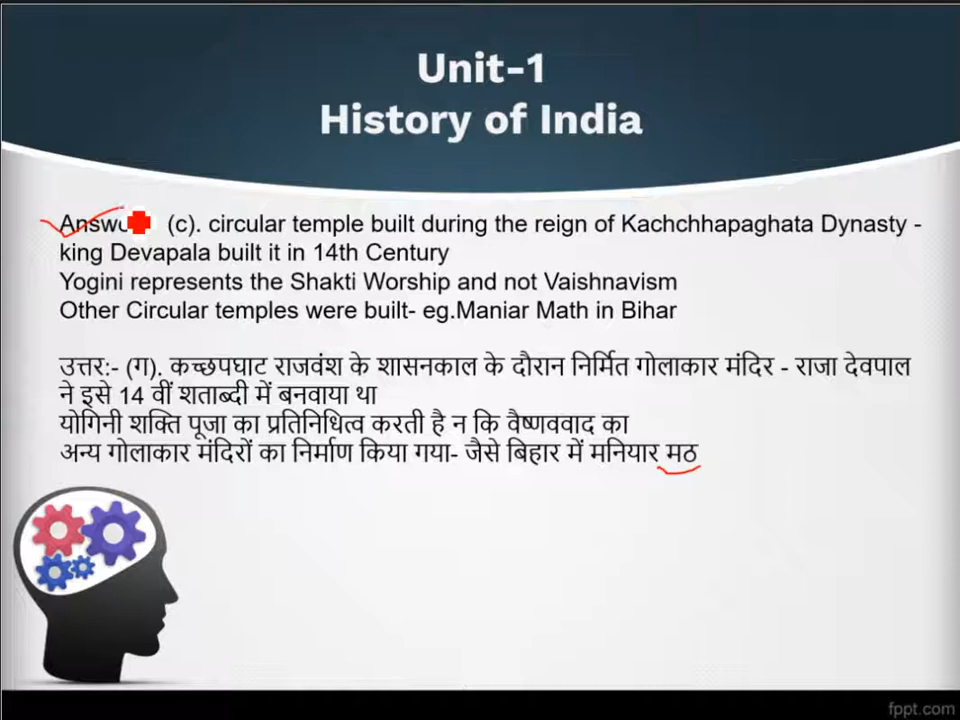 Unit-1
History of India
(c). circular temple built during the reign of Kachchhapaghata Dynasty -
king Devapala built it in 14th Century
Yogini represents the Shakti Worship and not Vaishnavism
Other Circular temples were built- eg.Maniar Math in Bihar
उत्तर:- (ग). कच्छपघाट राजवंश के शासनकाल के दौरान निर्मित गोलाकार मंदिर - राजा देवपाल
ने इसे 14 वीं शताब्दी में बनवाया था
योगिनी शक्ति पूजा का प्रतिनिधित्व करती है न कि वैष्णववाद का
अन्य गोलाकार मंदिरों का निर्माण किया गया- जैसे बिहार में मनियार मठ
fppt.com